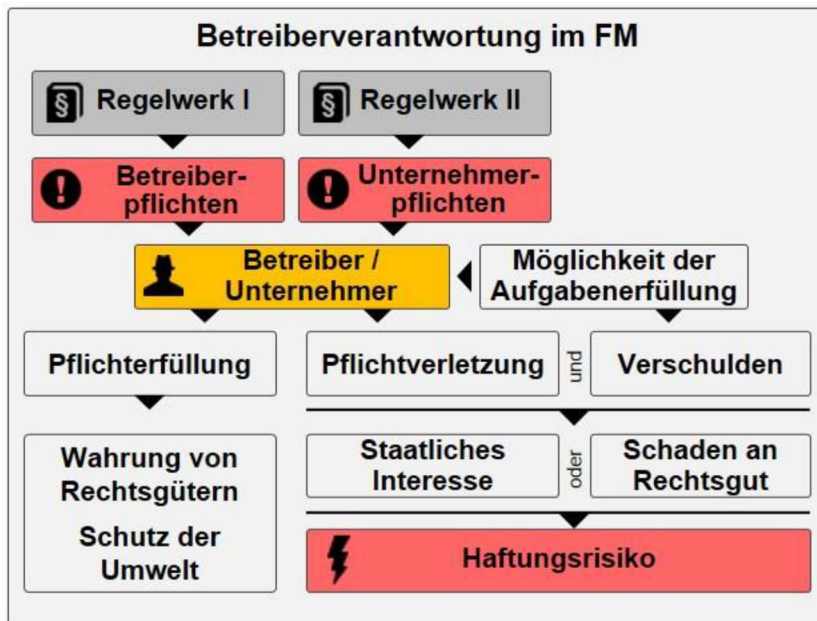 Betreiberverantwortung im FM
§ Regelwerk I
§ Regelwerk II
! Betreiber-
pflichten
! Unternehmer-
pflichten
Betreiber /
Unternehmer
Möglichkeit der
Aufgabenerfüllung
Pflichterfüllung
Pflichtverletzung
und
Verschulden
Wahrung von
Rechtsgütern
Schutz der
Umwelt
Staatliches
Interesse
oder
Schaden an
Rechtsgut
Haftungsrisiko